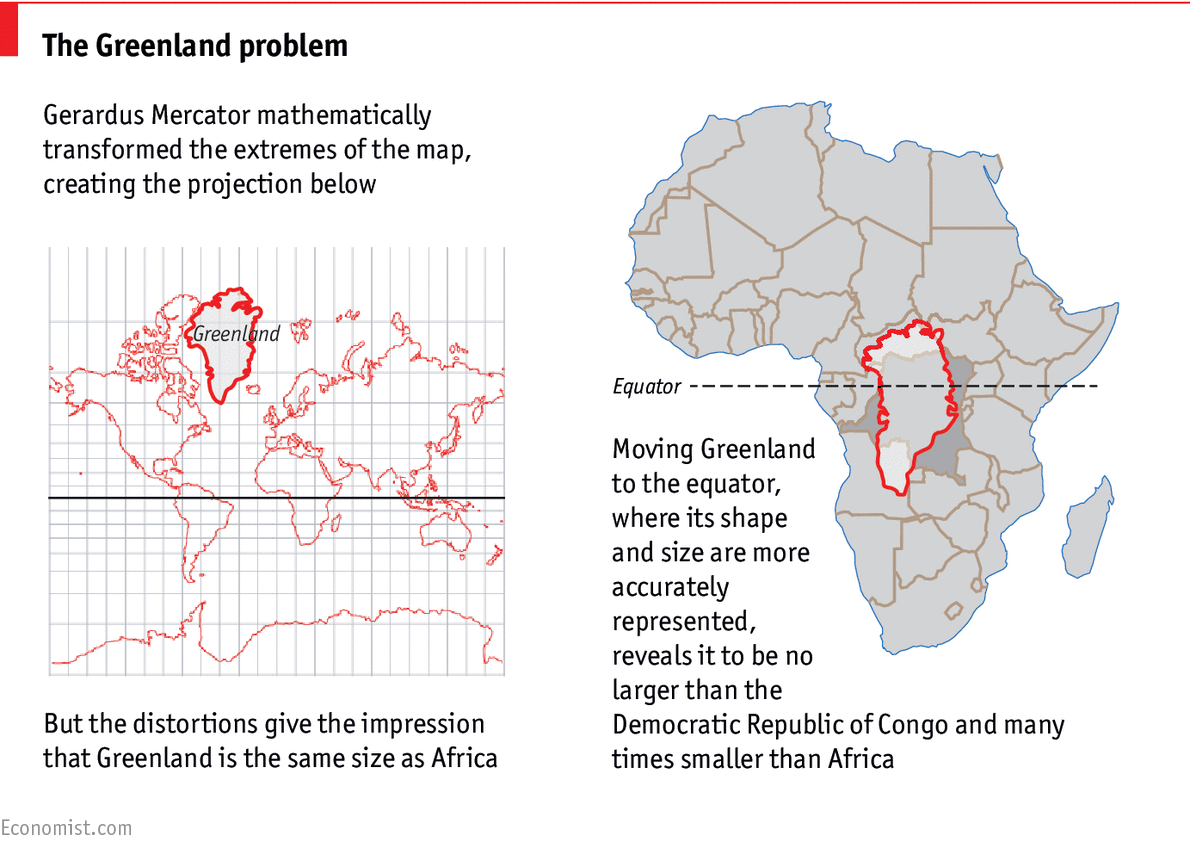 The Greenland problem
Gerardus Mercator mathematically
transformed the extremes of the map,
creating the projection below
Greenland
But the distortions give the impression
that Greenland is the same size as Africa
Equator
Moving Greenland
to the equator,
where its shape
and size are more
accurately
represented,
reveals it to be no
larger than the
Democratic Republic of Congo and many
times smaller than Africa
Economist.com